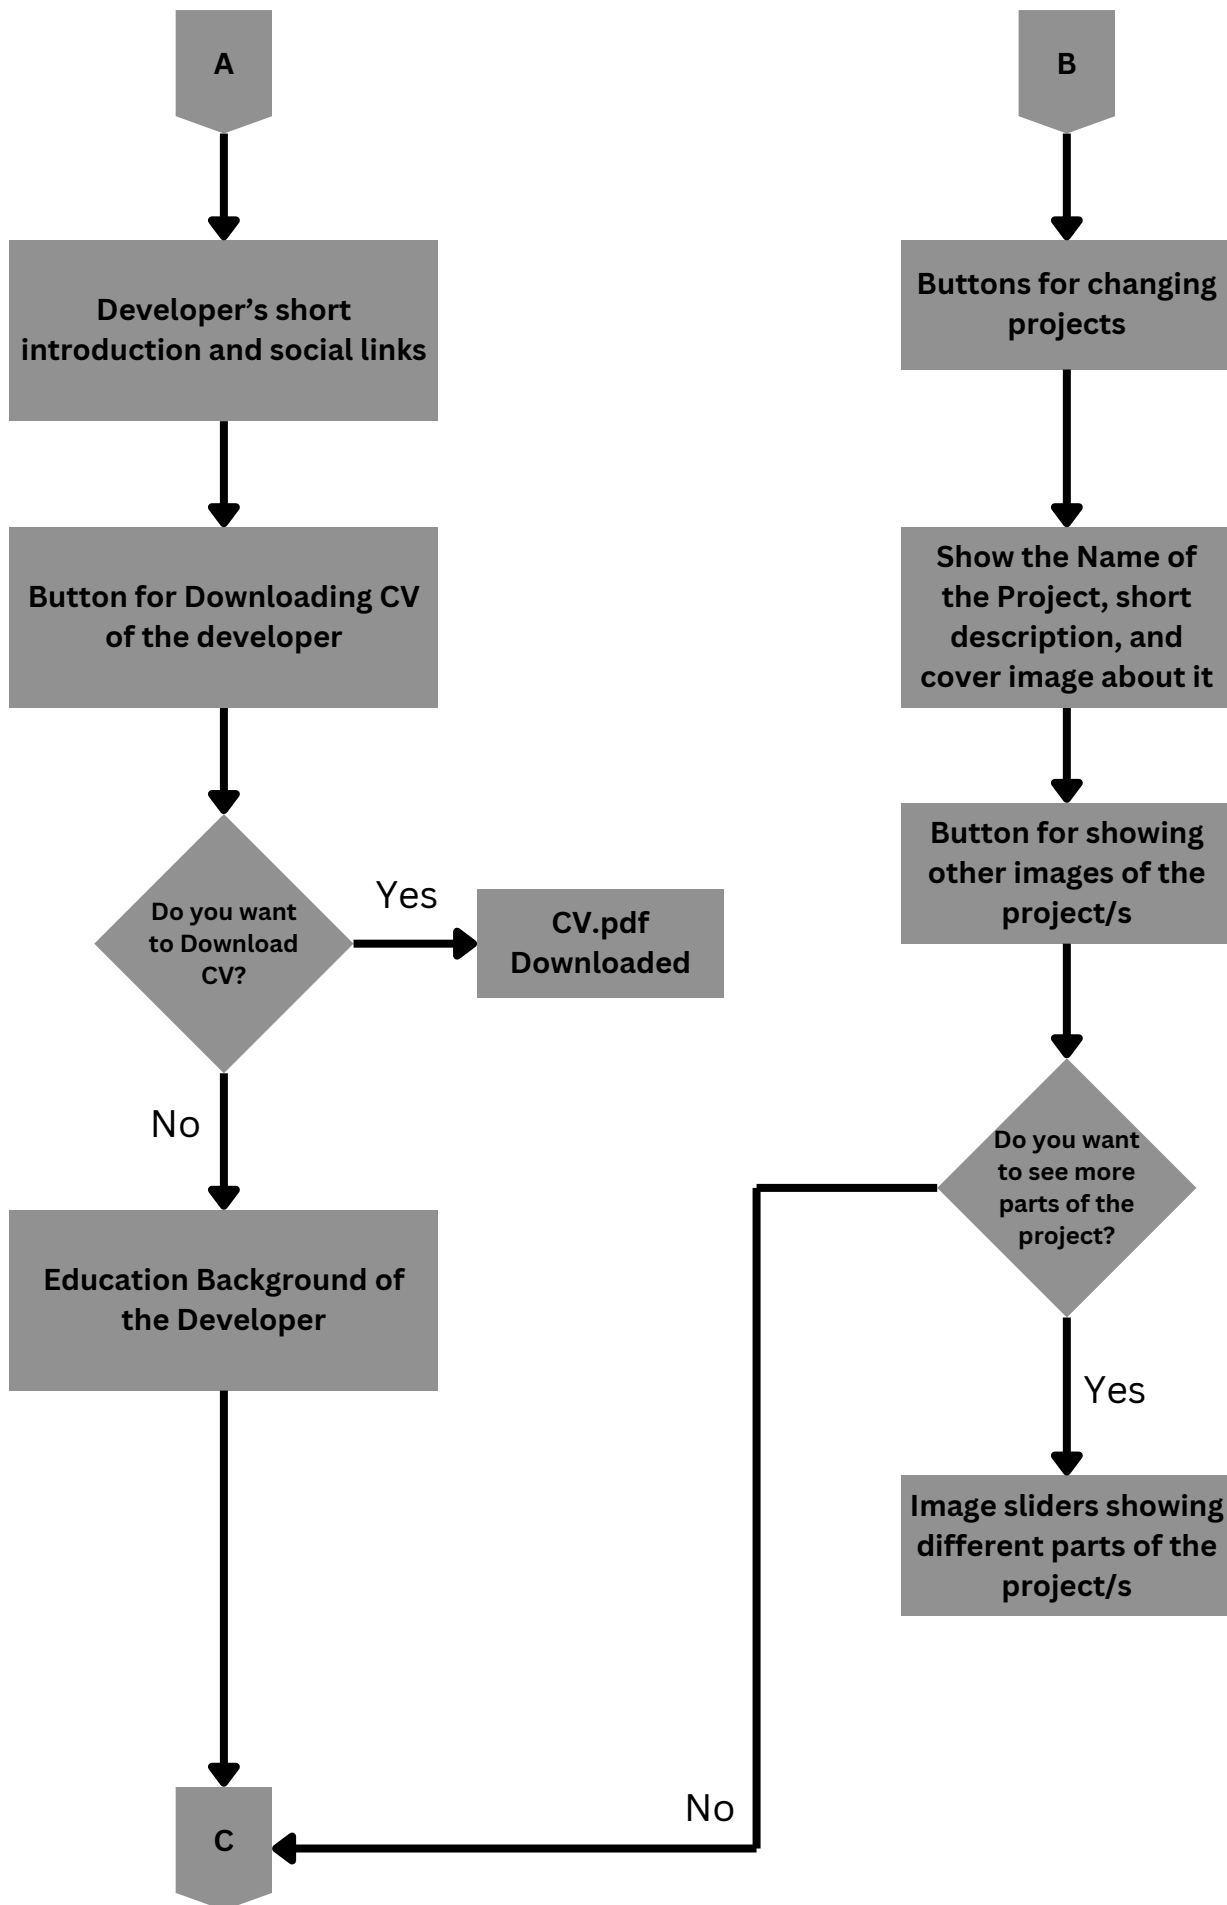 A
Developer’s short
introduction and social links
Button for Downloading CV
of the developer
Do you want
to Download
CV?
Yes
CV.pdf
Downloaded
No
Education Background of
the Developer
C
B
Buttons for changing
projects
Show the Name of
the Project, short
description, and
cover image about it
Button for showing
other images of the
project/s
Do you want
to see more
parts of the
project?
Yes
Image sliders showing
different parts of the
project/s
No